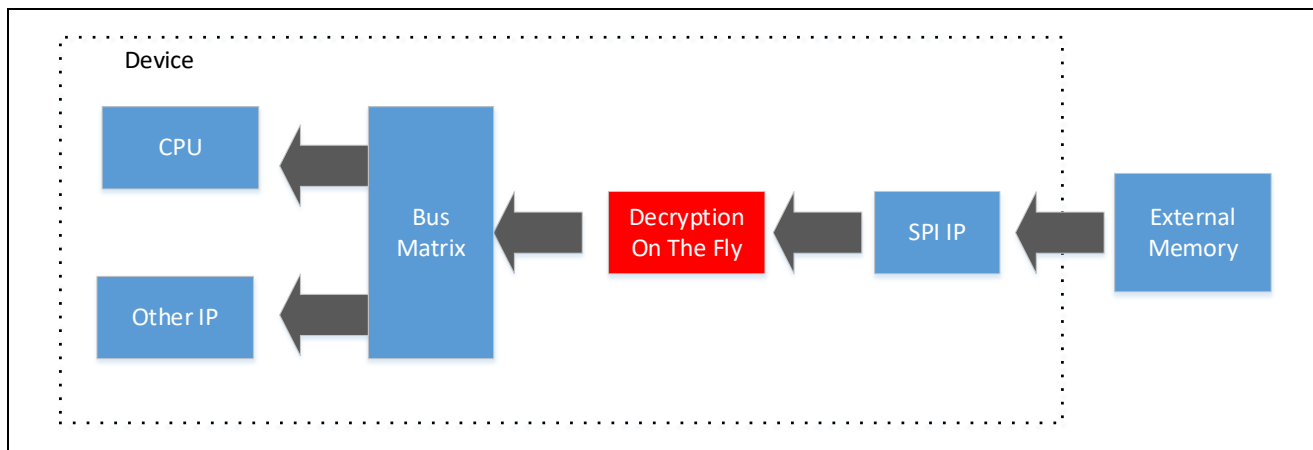 Device
CPU
Other IP
Bus
Matrix
Decryption
On The Fly
SPI IP
External
Memory